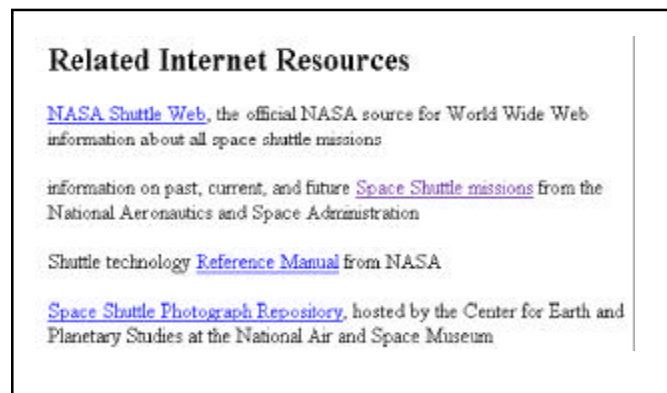 Related Internet Resources
NASA Shuttle Web, the official NASA source for World Wide Web
information about all space shuttle missions
information on past, current, and future Space Shuttle missions from the
National Aeronautics and Space Administration
Shuttle technology Reference Manual from NASA
Space Shuttle Photograph Repository, hosted by the Center for Earth and
Planetary Studies at the National Air and Space Museum